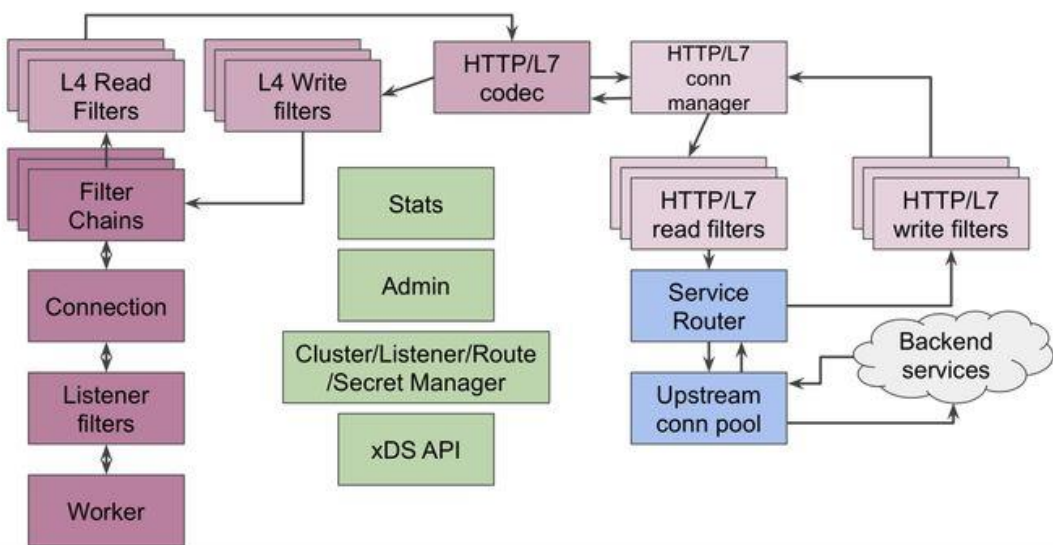 L4 Read
Filters
L4 Write
filters
HTTP/L7
codec
HTTP/L7
conn
manager
Filter
Chains
Stats
HTTP/L7
read filters
HTTP/L7
write filters
Connection
Admin
Service
Router
Cluster/Listener/Route
/Secret Manager
Backend
services
Listener
filters
Upstream
conn pool
xDS API
Worker